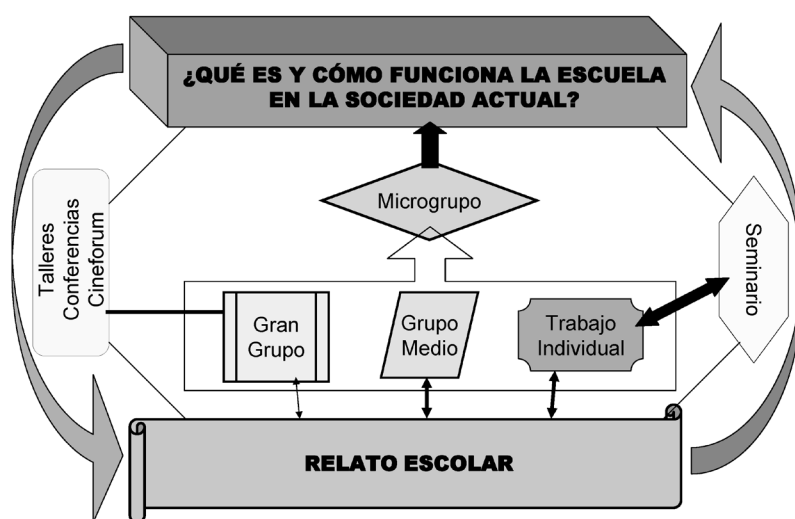 ¿QUÉ ES Y CÓMO FUNCIONA LA ESCUELA
EN LA SOCIEDAD ACTUAL?
Microgrupo
Talleres
Conferencias
Cineforum
Seminario
Gran
Grupo
Grupo
Medio
Trabajo
Individual
RELATO ESCOLAR